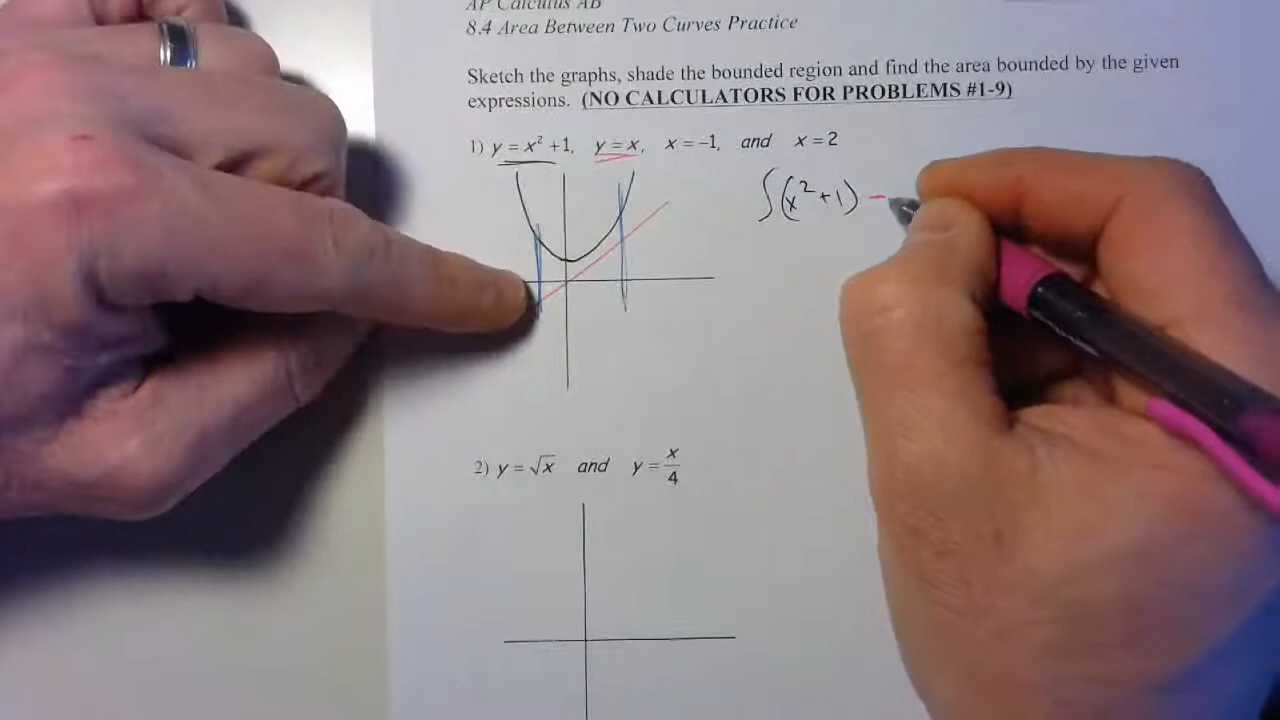 AP Calculus AB
8.4 Area Between Two Curves Practice
Sketch the graphs, shade the bounded region and find the area bounded by the given
expressions. (NO CALCULATORS FOR PROBLEMS #1-9)
1) y = x² + 1, y = x, x = −1, and x = 2
∫(x² + 1) −
2) y = √x and y = x/4